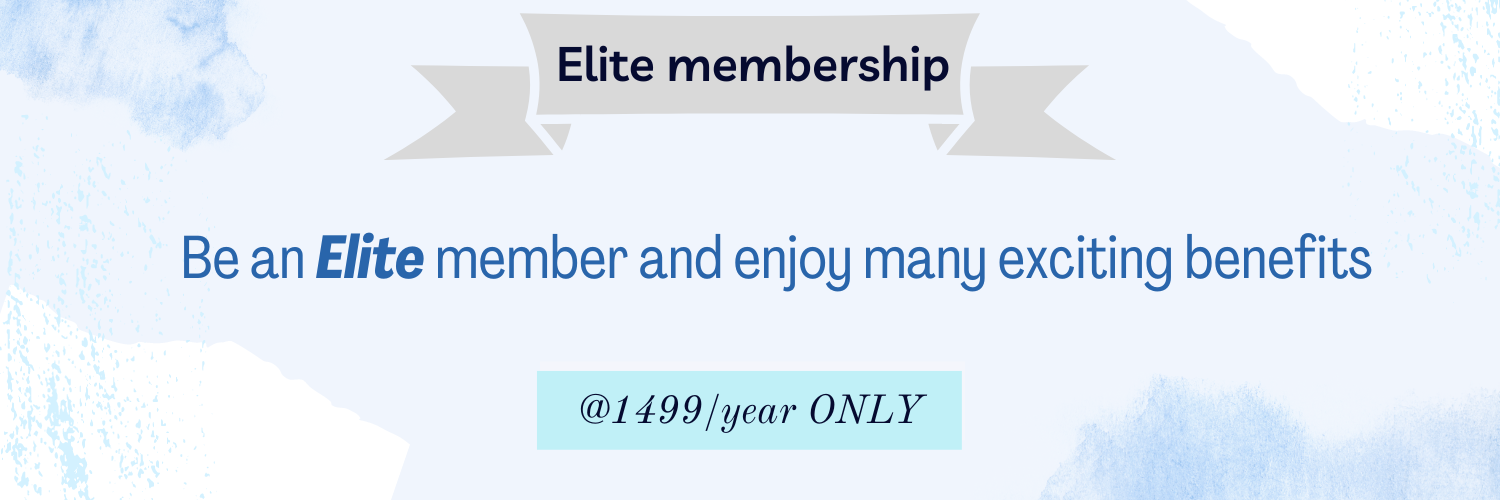 Elite membership
Be an Elite member and enjoy many exciting benefits
@1499/year ONLY